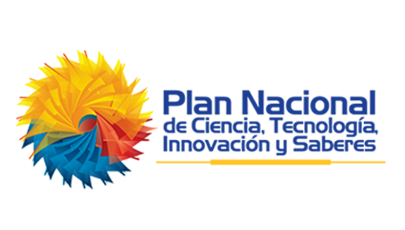 Plan Nacional
de Ciencia, Tecnología,
Innovación y Saberes